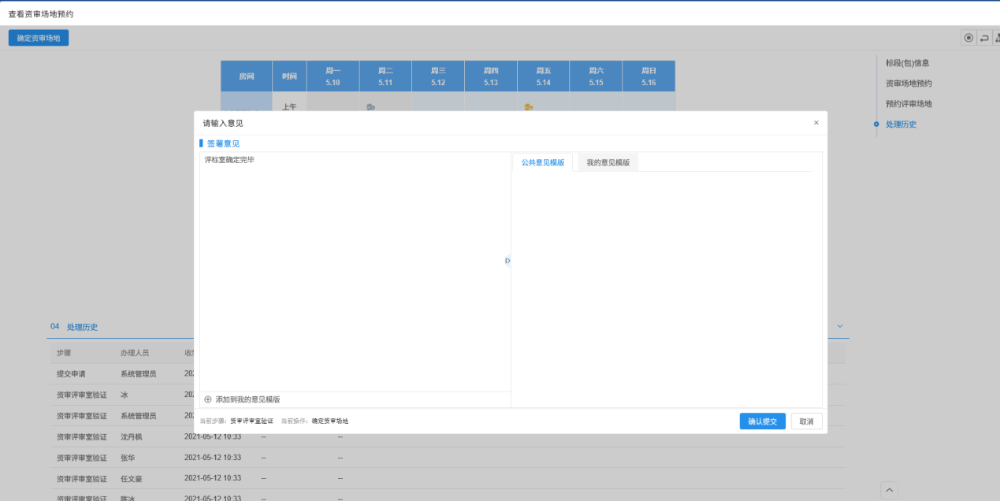 查看资审场地预约
确定资审场地
房间 时间 周一 周二 周三 周四 周五 周六 周日
5.10 5.11 5.12 5.13 5.14 5.15 5.16
上午
标段(包)信息
资审场地预约
预约评审场地
处理历史
请输入意见 ×
签署意见
评标室确定完毕
公共意见模版 我的意见模版
添加到我的意见模版
当前步骤: 资审评审室验证 当前操作: 确定资审场地
确认提交 取消
04 处理历史
步骤 办理人员
提交申请 系统管理员
资审评审室验证 冰
资审评审室验证 系统管理员
资审评审室验证 沈丹枫 2021-05-12 10:33 -- --
资审评审室验证 张华 2021-05-12 10:33 -- --
资审评审室验证 任文豪 2021-05-12 10:33 -- --
资审评审室验证 陈冰 2021-05-12 10:33 -- --